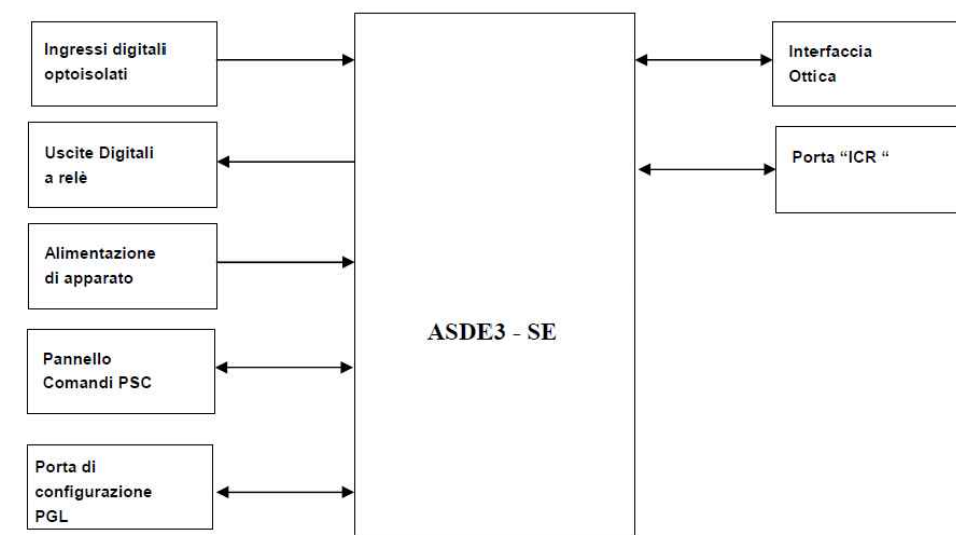 Ingressi digitali
optoisolati
Uscite Digitali
a relè
Alimentazione
di apparato
Pannello
Comandi PSC
Porta di
configurazione
PGL
ASDE3 - SE
Interfaccia
Ottica
Porta “ICR “